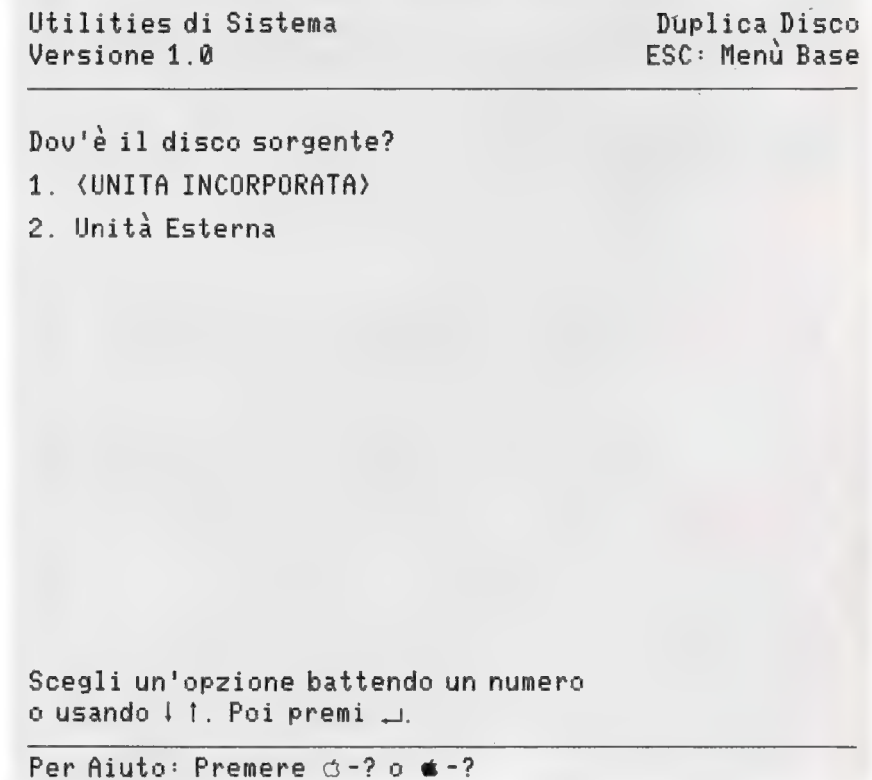 Utilities di Sistema Duplica Disco
Versione 1.0 ESC: Menù Base
Dov'è il disco sorgente?
1. <UNITA INCORPORATA>
2. Unità Esterna
Scegli un'opzione battendo un numero
o usando ↓ ↑. Poi premi ↵.
Per Aiuto: Premere -? o -?